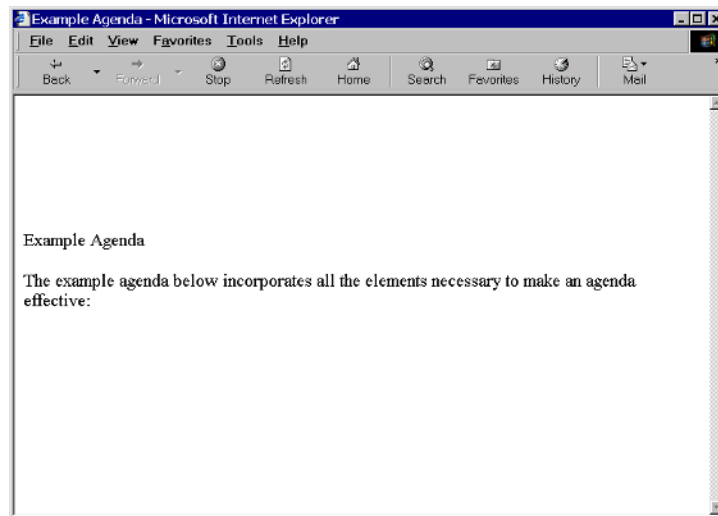 Example Agenda - Microsoft Internet Explorer
File Edit View Favorites Tools Help
Back Forward Stop Refresh Home Search Favorites History Mail
Example Agenda
The example agenda below incorporates all the elements necessary to make an agenda
effective: